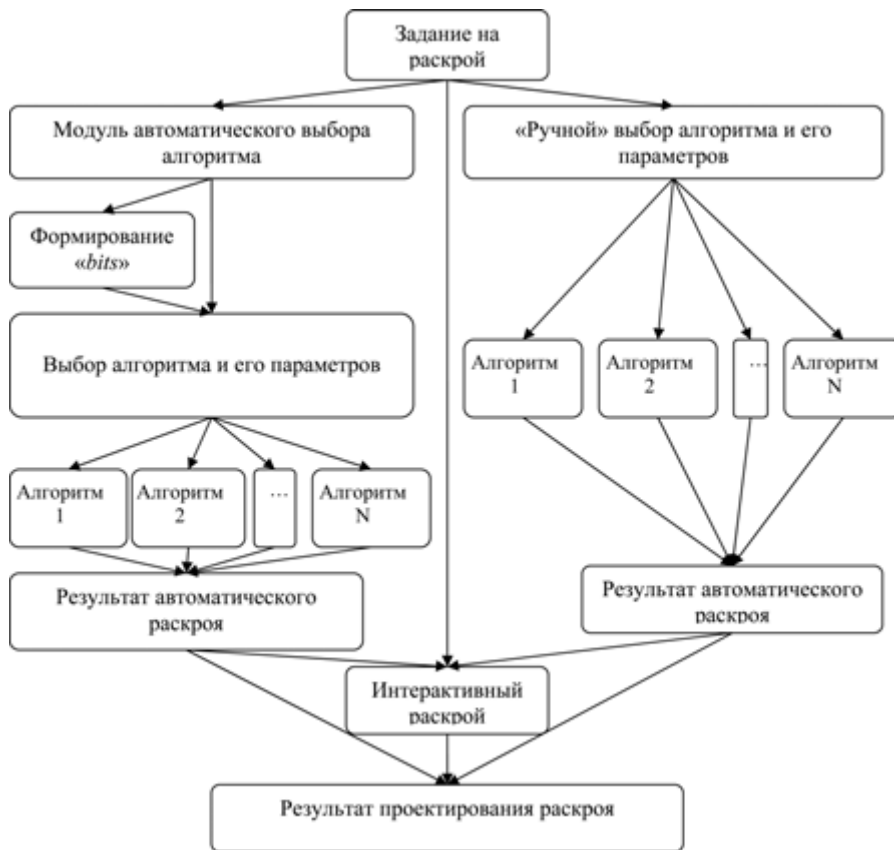 Задание на
раскрой
Модуль автоматического выбора
алгоритма
«Ручной» выбор алгоритма и его
параметров
Формирование
«bits»
Выбор алгоритма и его параметров
Алгоритм
1
Алгоритм
2
...
Алгоритм
N
Алгоритм
1
Алгоритм
2
...
Алгоритм
N
Результат автоматического
раскроя
Результат автоматического
раскроя
Интерактивный
раскрой
Результат проектирования раскроя